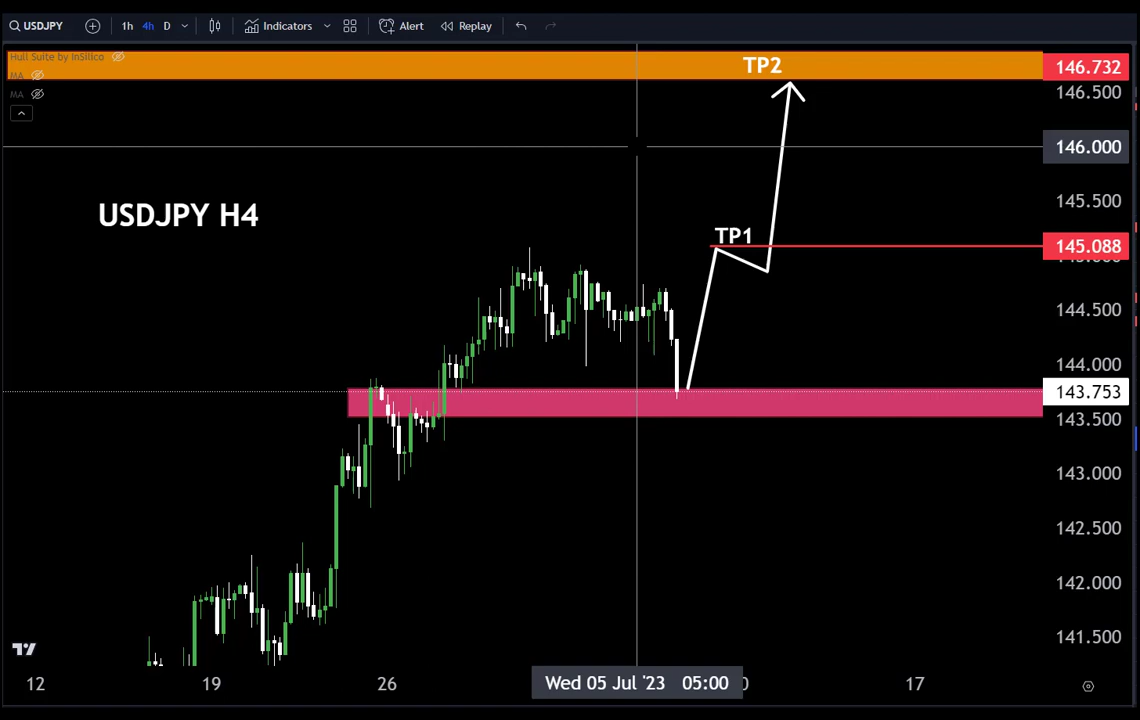 USDJPY 1h 4h D Indicators Alert Replay
Hull Suite by InSilico
MA
MA
TP2
146.732
146.500
146.000
USDJPY H4
145.500
TP1
145.088
144.500
144.000
143.753
143.500
143.000
142.500
142.000
141.500
12 19 26 Wed 05 Jul '23 05:00 17